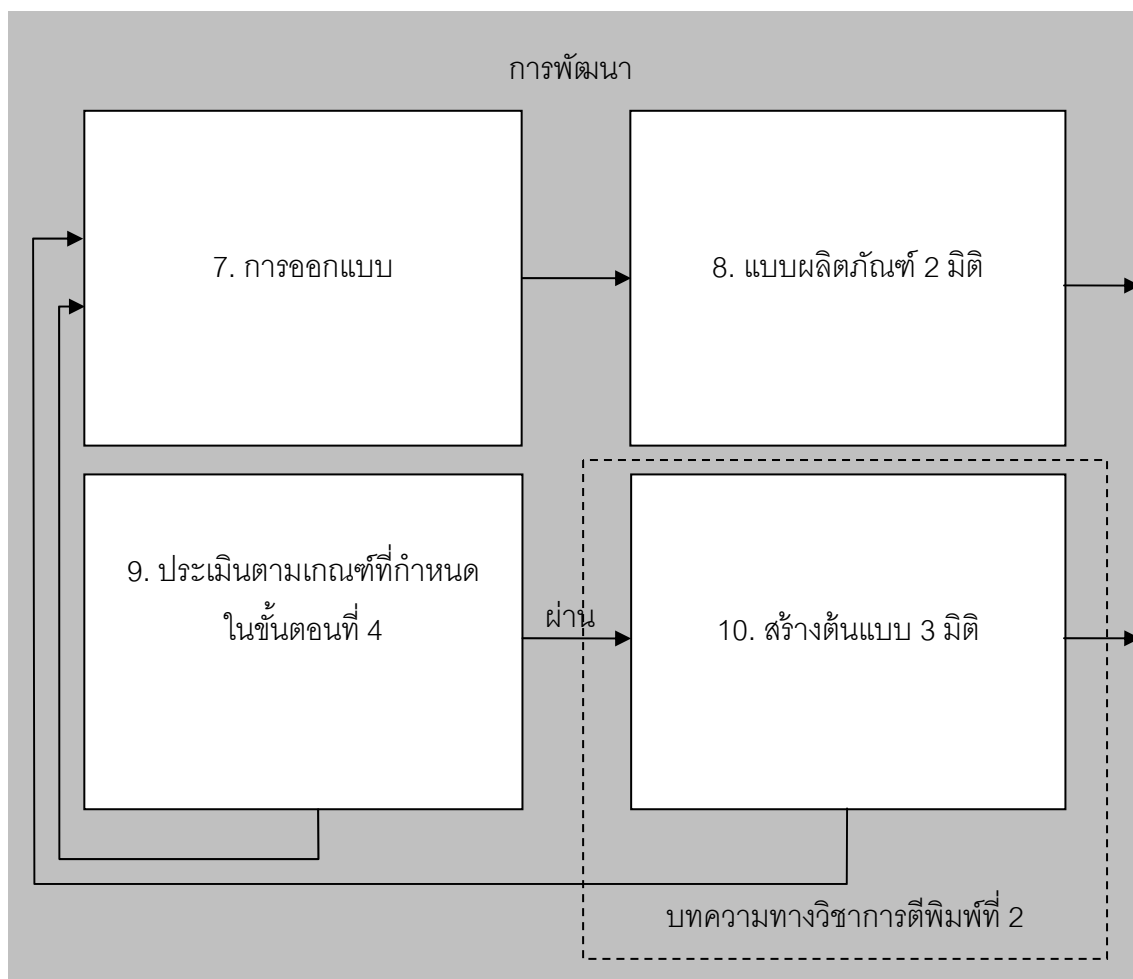 การพัฒนา
7. การออกแบบ
8. แบบผลิตภัณฑ์ 2 มิติ
9. ประเมินตามเกณฑ์ที่กำหนด
ในขั้นตอนที่ 4
ผ่าน
10. สร้างต้นแบบ 3 มิติ
บทความทางวิชาการตีพิมพ์ที่ 2